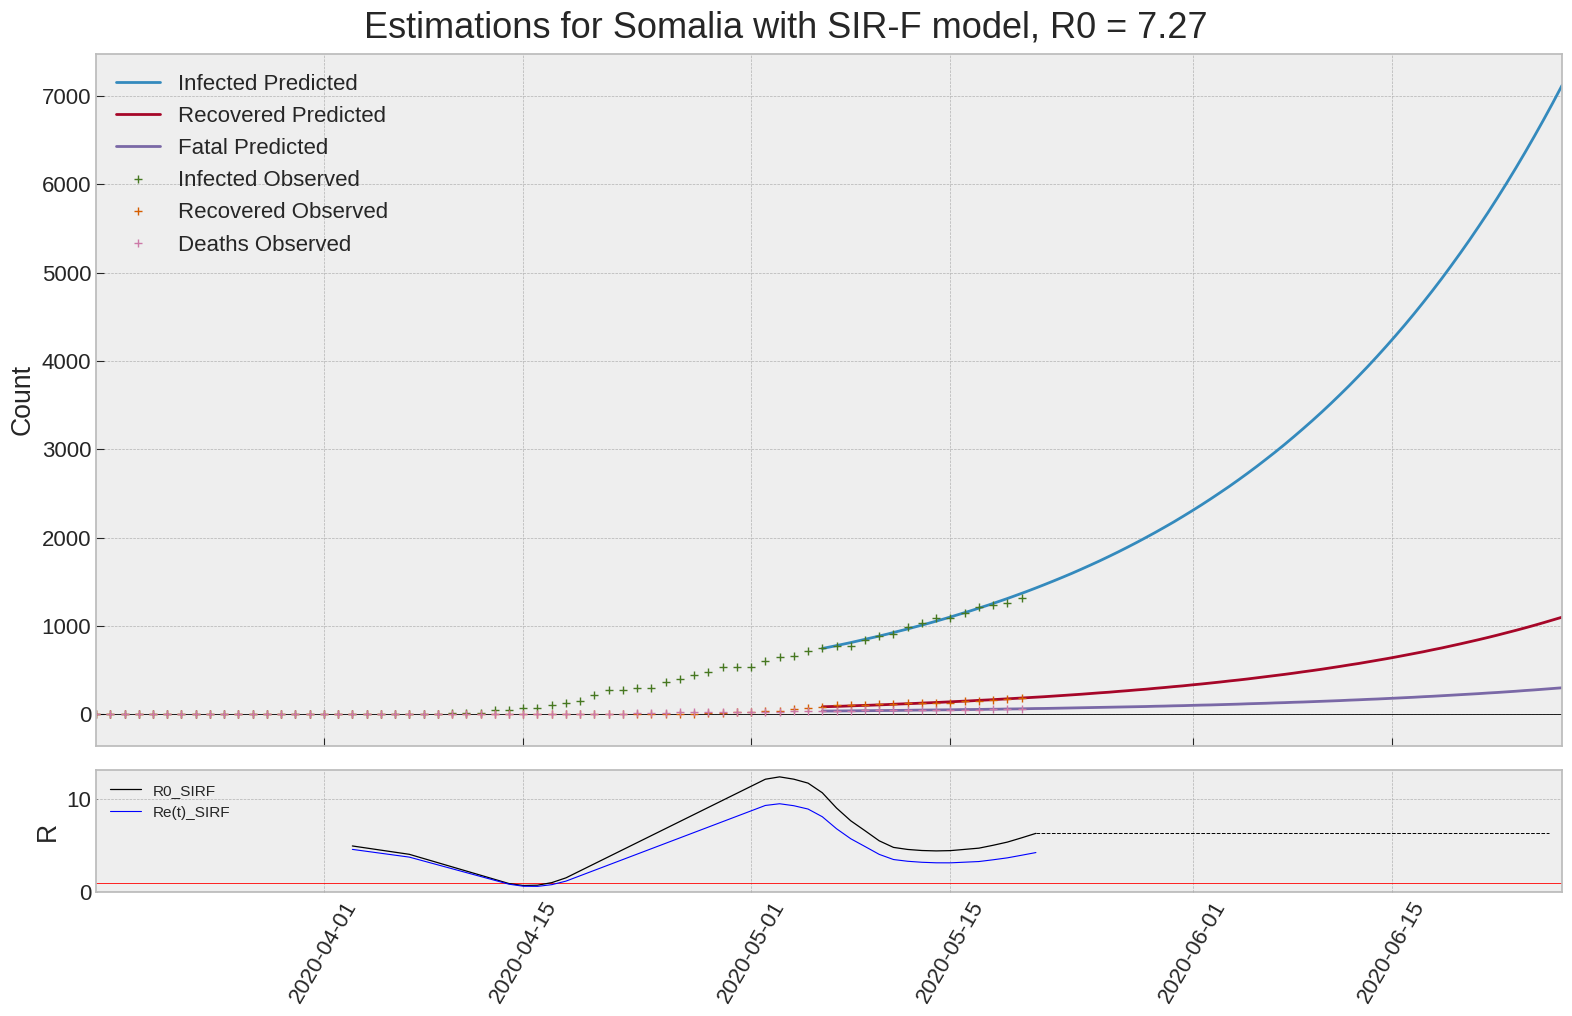 Estimations for Somalia with SIR-F model, R0 = 7.27
Infected Predicted
Recovered Predicted
Fatal Predicted
Infected Observed
Recovered Observed
Deaths Observed
7000
6000
5000
4000
3000
2000
1000
0
Count
R0_SIRF
Re(t)_SIRF
10
0
R
2020-04-01
2020-04-15
2020-05-01
2020-05-15
2020-06-01
2020-06-15